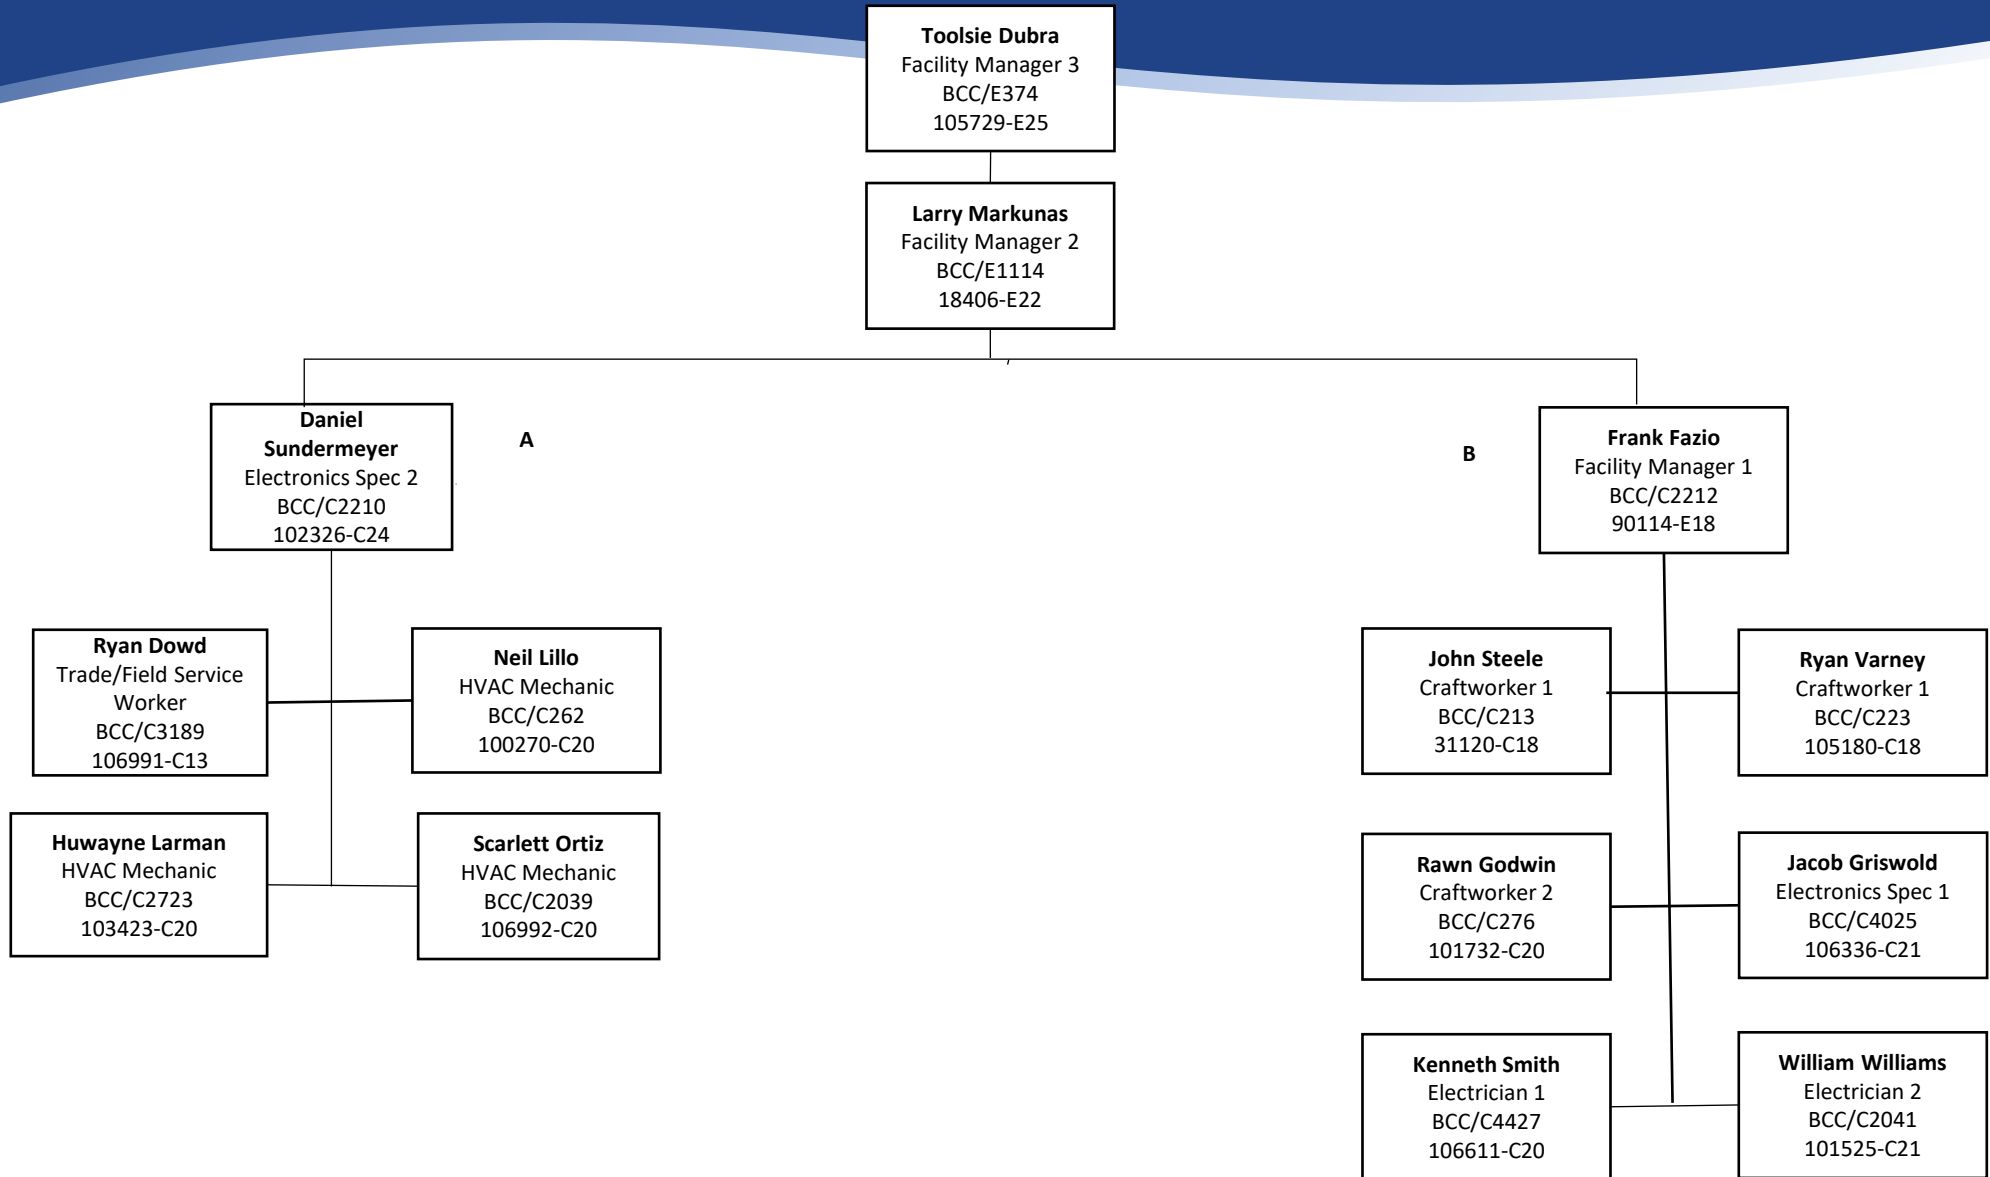 Toolsie Dubra
Facility Manager 3
BCC/E374
105729-E25
Larry Markunas
Facility Manager 2
BCC/E1114
18406-E22
Daniel
Sundermeyer
Electronics Spec 2
BCC/C2210
102326-C24
A
B
Frank Fazio
Facility Manager 1
BCC/C2212
90114-E18
Ryan Dowd
Trade/Field Service
Worker
BCC/C3189
106991-C13
Neil Lillo
HVAC Mechanic
BCC/C262
100270-C20
John Steele
Craftworker 1
BCC/C213
31120-C18
Ryan Varney
Craftworker 1
BCC/C223
105180-C18
Huwayne Larman
HVAC Mechanic
BCC/C2723
103423-C20
Scarlett Ortiz
HVAC Mechanic
BCC/C2039
106992-C20
Rawn Godwin
Craftworker 2
BCC/C276
101732-C20
Jacob Griswold
Electronics Spec 1
BCC/C4025
106336-C21
Kenneth Smith
Electrician 1
BCC/C4427
106611-C20
William Williams
Electrician 2
BCC/C2041
101525-C21